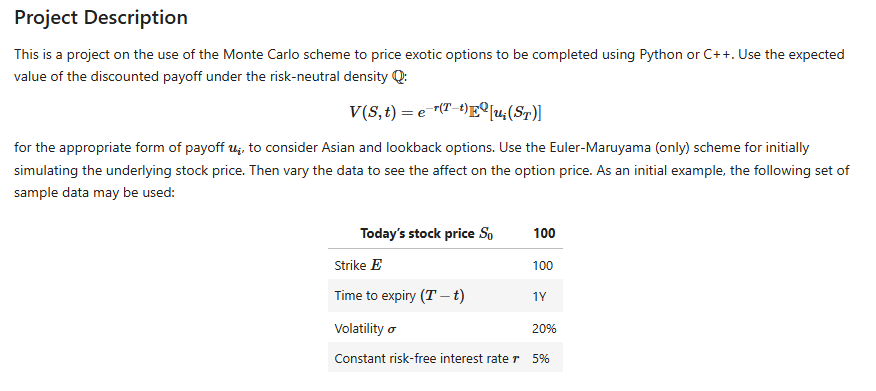 Project Description
This is a project on the use of the Monte Carlo scheme to price exotic options to be completed using Python or C++. Use the expected
value of the discounted payoff under the risk-neutral density ℚ:
V(S, t) = e^{−r(T−t)}𝔼^ℚ[u_i(S_T)]
for the appropriate form of payoff u_i, to consider Asian and lookback options. Use the Euler-Maruyama (only) scheme for initially
simulating the underlying stock price. Then vary the data to see the affect on the option price. As an initial example, the following set of
sample data may be used:
Today's stock price S_0 100
Strike E 100
Time to expiry (T − t) 1Y
Volatility σ 20%
Constant risk-free interest rate r 5%